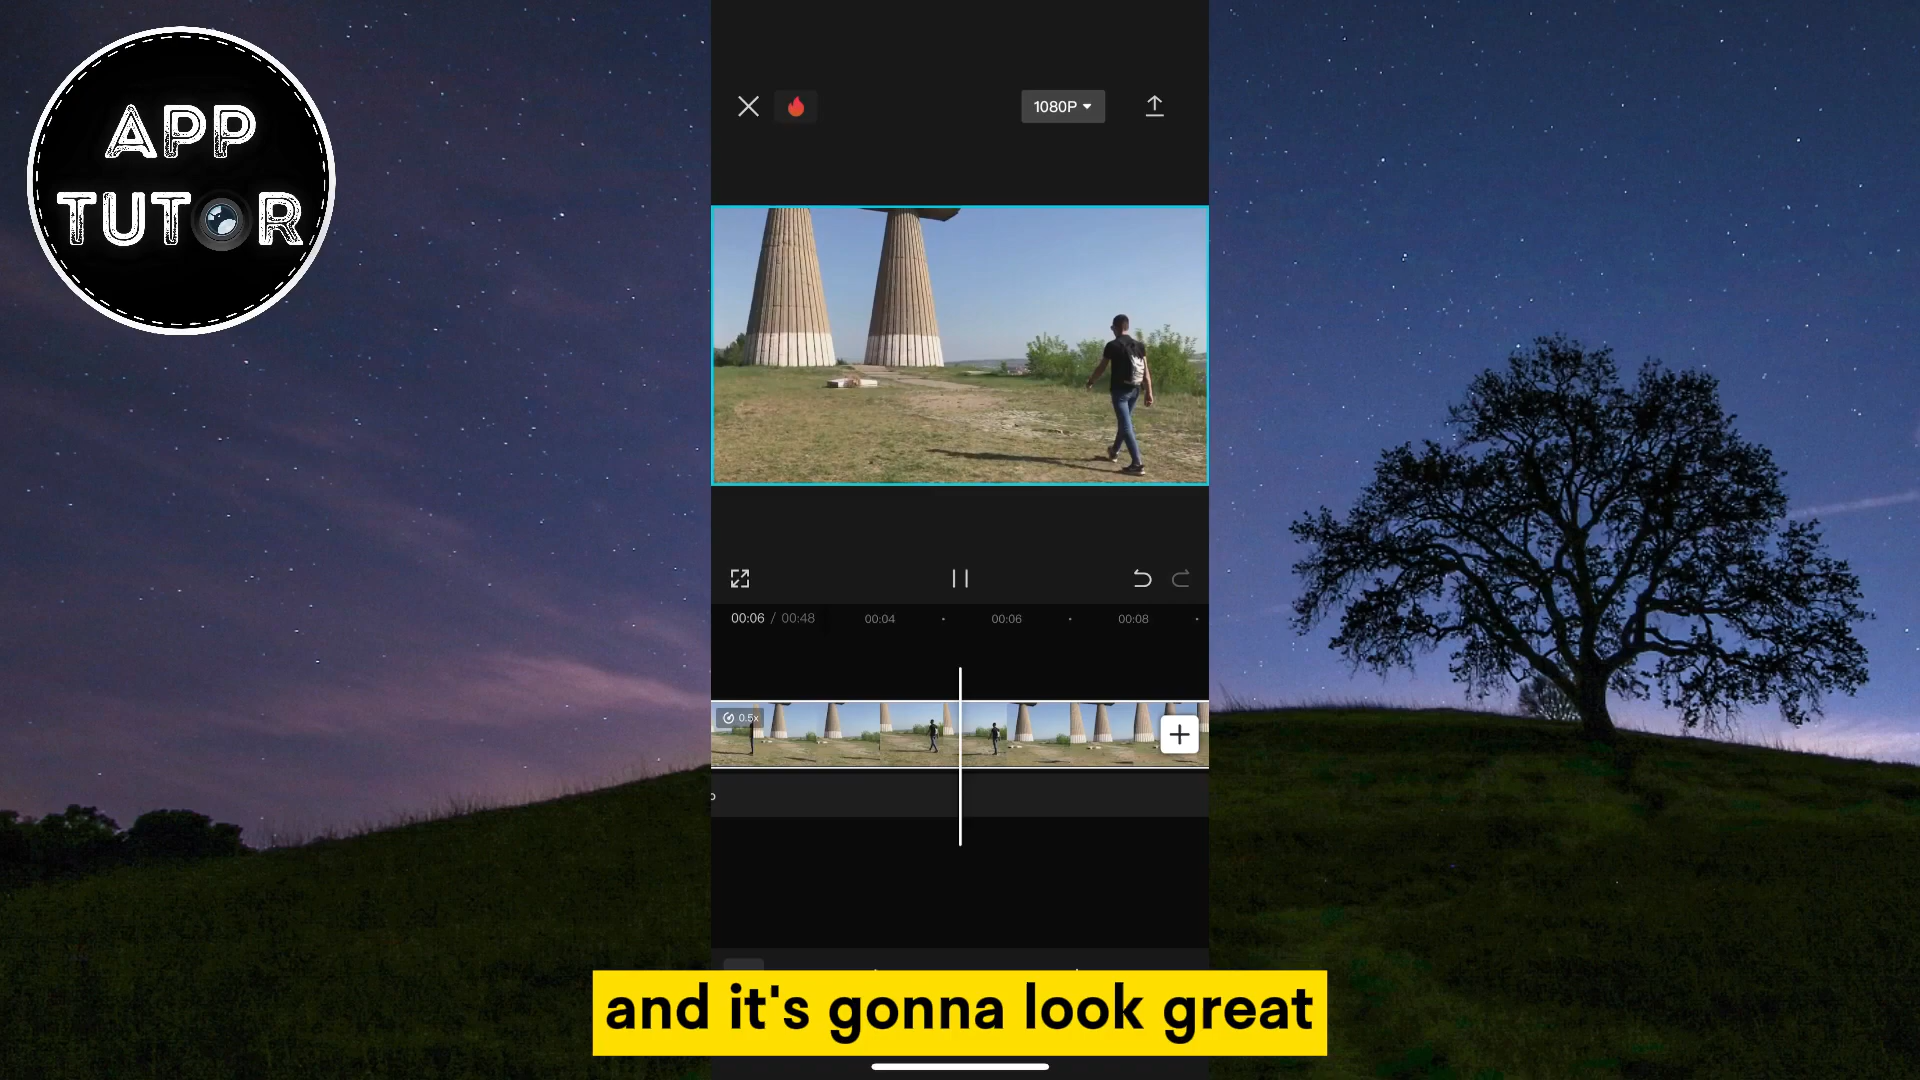 APP
TUTOR
1080P
00:06 / 00:48
00:04
00:06
00:08
0.5x
and it's gonna look great